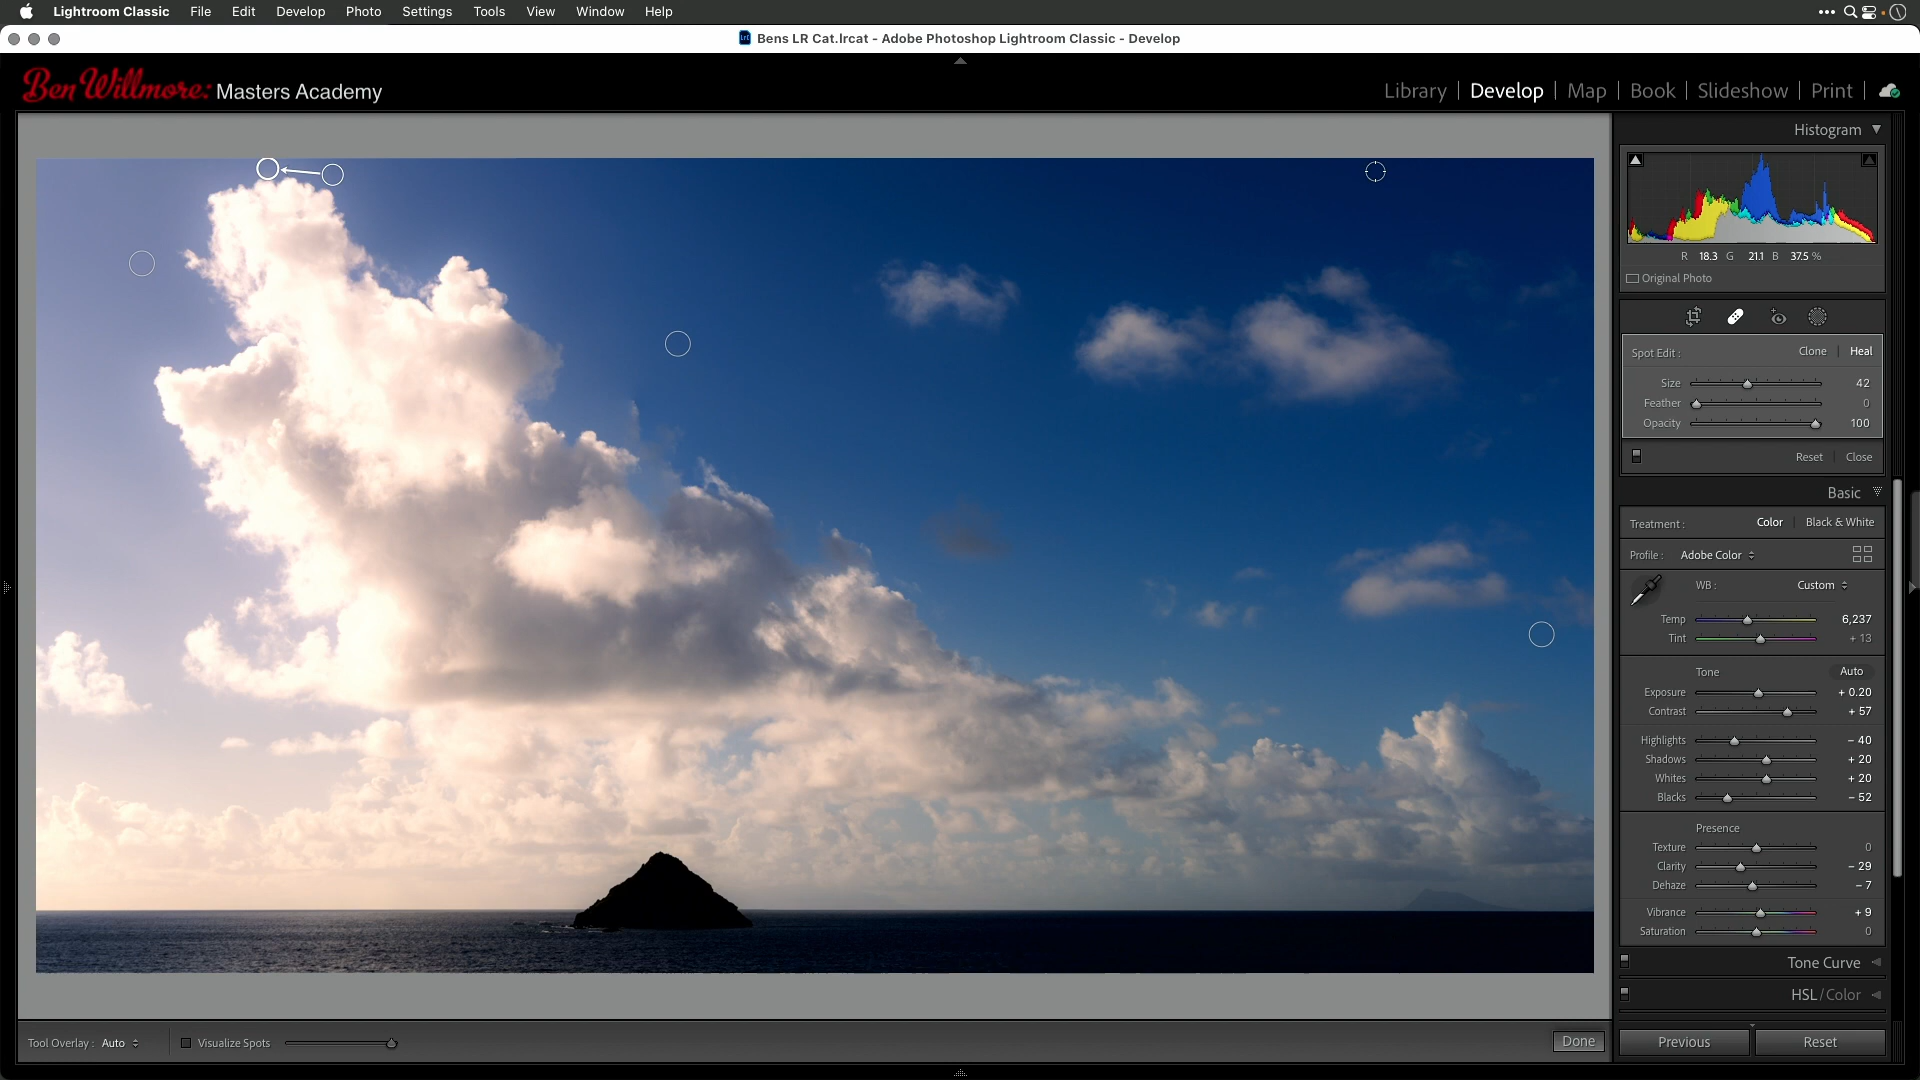 Lightroom Classic File Edit Develop Photo Settings Tools View Window Help
Bens LR Cat.lrcat - Adobe Photoshop Lightroom Classic - Develop
Ben Willmore: Masters Academy
Library | Develop | Map | Book | Slideshow | Print |
Histogram
R 18.3 G 21.1 B 37.5 %
Original Photo
Spot Edit : Clone | Heal
Size 42
Feather 0
Opacity 100
Reset | Close
Basic
Treatment : Color | Black & White
Profile : Adobe Color
WB : Custom
Temp 6,237
Tint + 13
Tone Auto
Exposure + 0.20
Contrast + 57
Highlights – 40
Shadows + 20
Whites + 20
Blacks – 52
Presence
Texture 0
Clarity – 29
Dehaze – 7
Vibrance + 9
Saturation 0
Tone Curve
HSL / Color
Tool Overlay : Auto Visualize Spots Done
Previous Reset